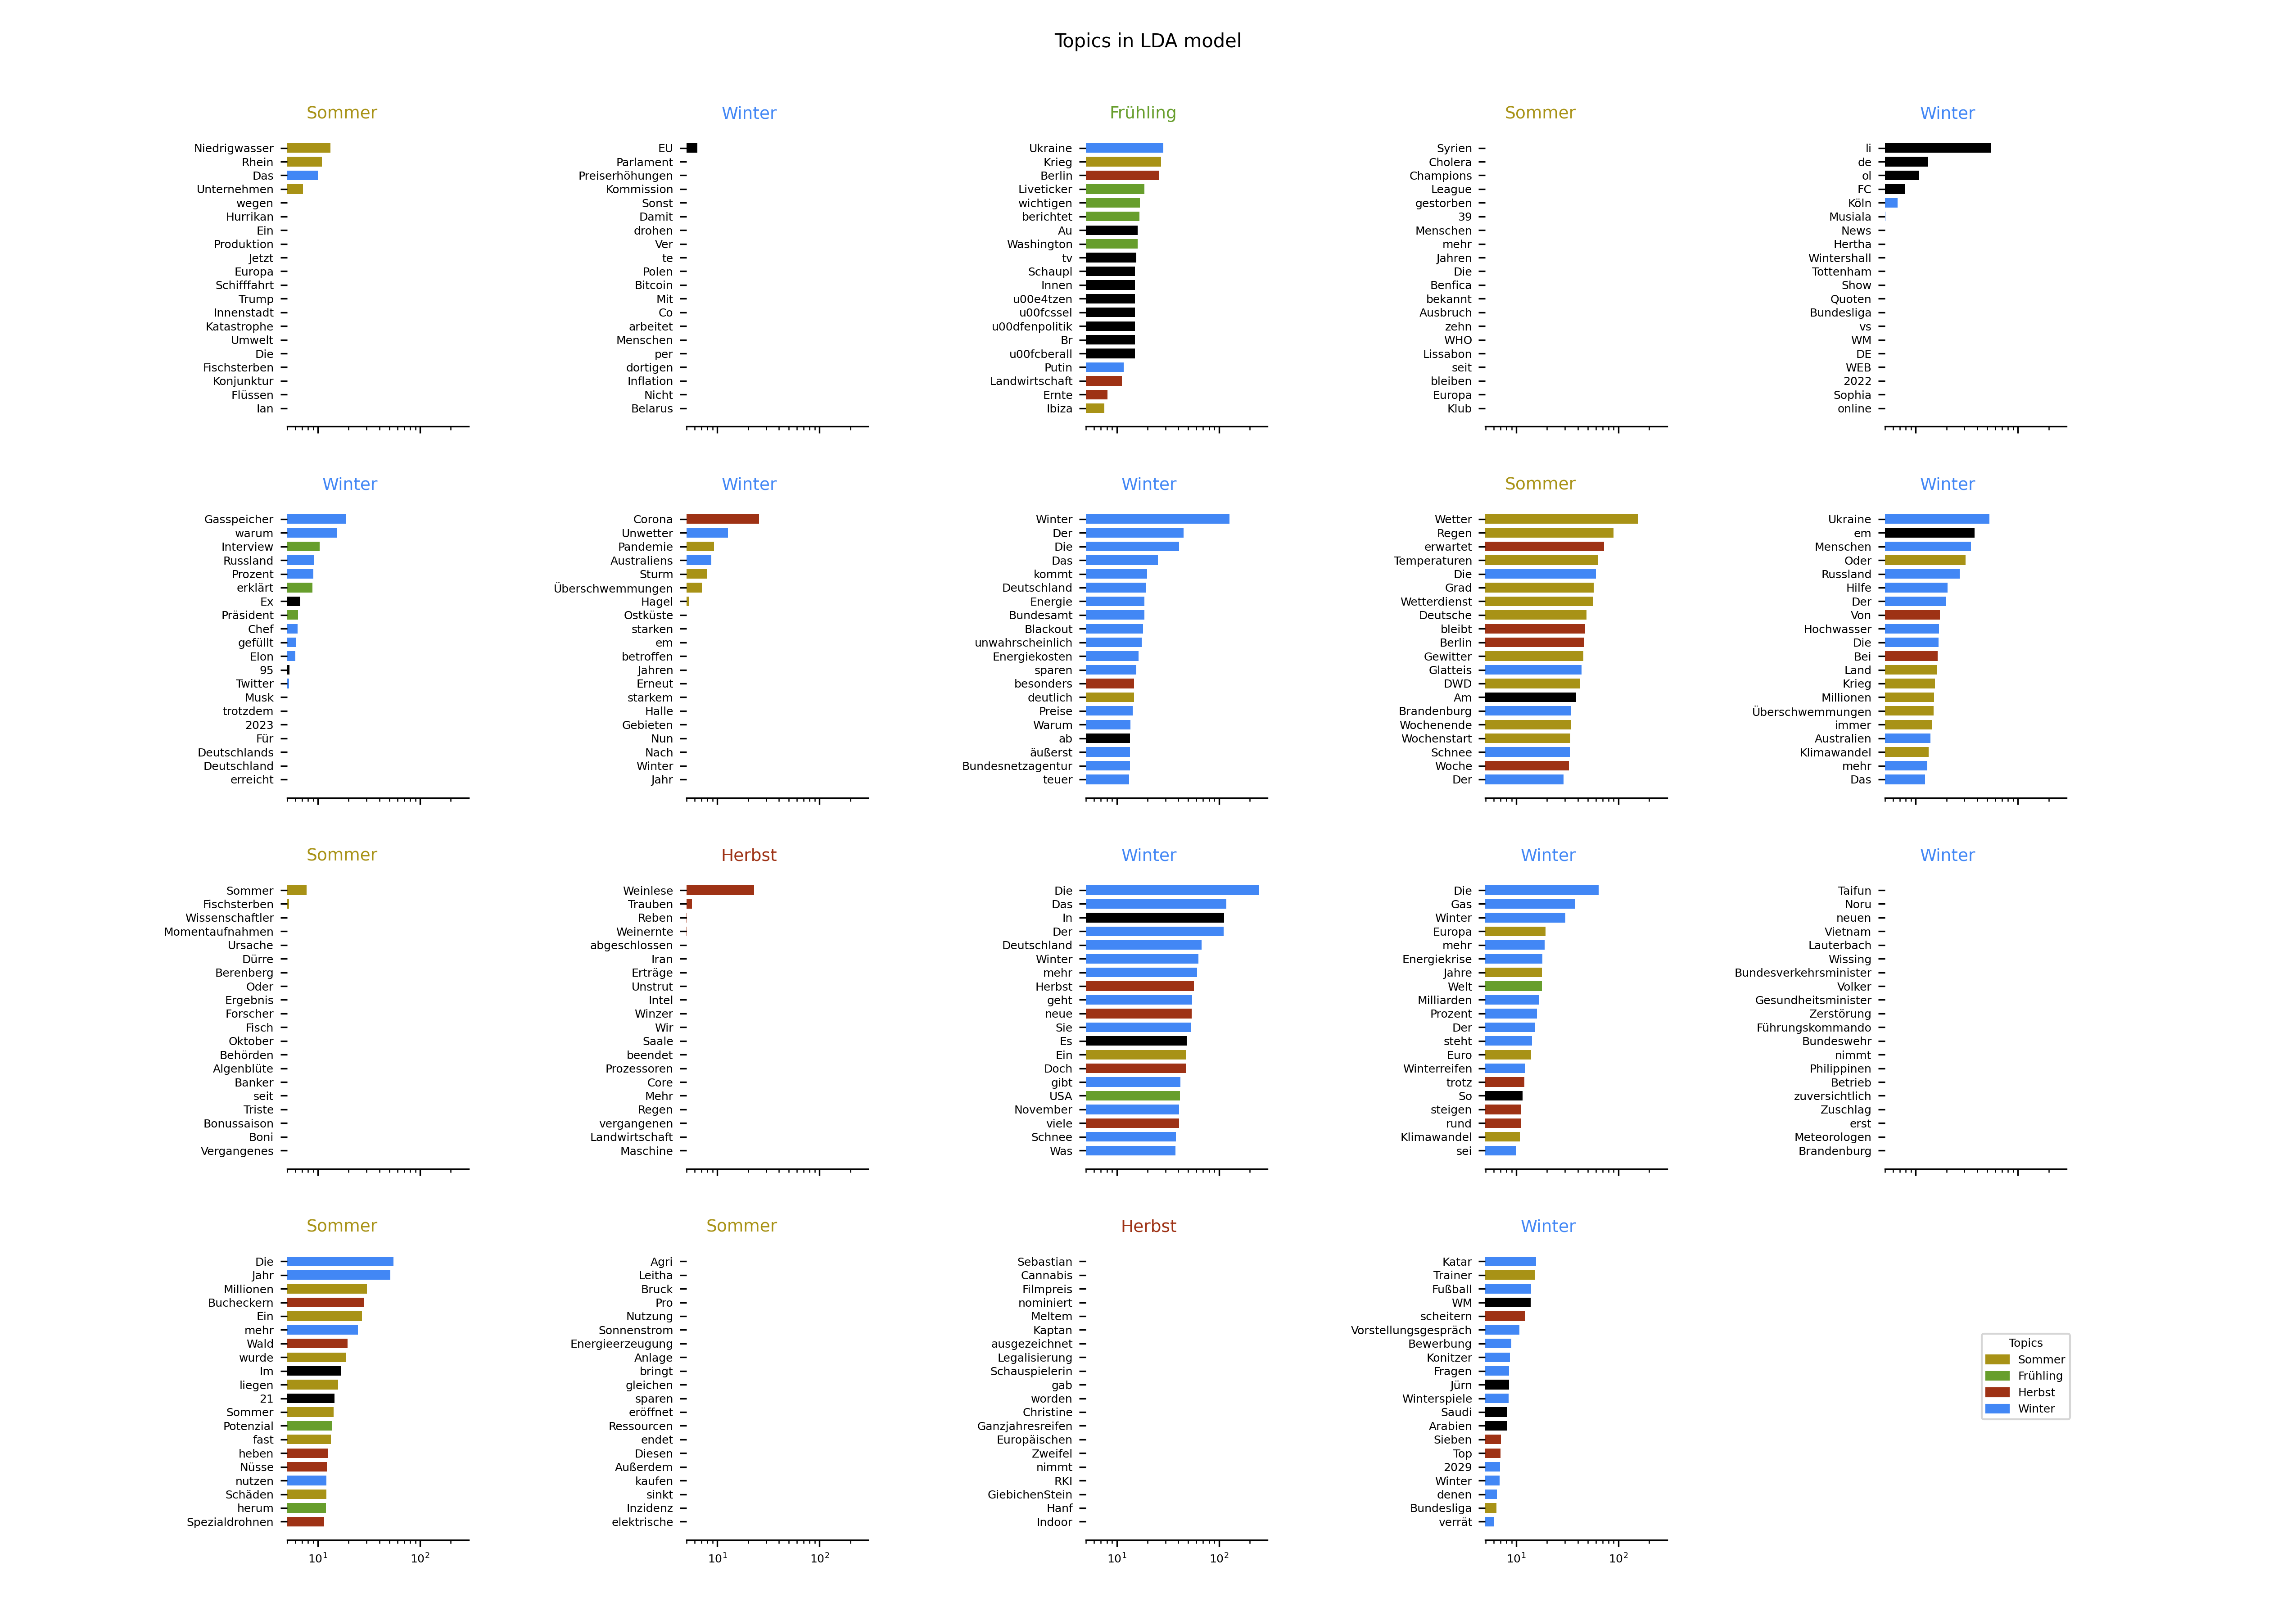 Topics in LDA model
Sommer
Niedrigwasser
Rhein
Das
Unternehmen
wegen
Hurrikan
Ein
Produktion
Jetzt
Europa
Schifffahrt
Trump
Innenstadt
Katastrophe
Umwelt
Die
Fischsterben
Konjunktur
Flüssen
Ian
Winter
EU
Parlament
Preiserhöhungen
Kommission
Sonst
Damit
drohen
Ver
te
Polen
Bitcoin
Mit
Co
arbeitet
Menschen
per
dortigen
Inflation
Nicht
Belarus
Frühling
Ukraine
Krieg
Berlin
Liveticker
wichtigen
berichtet
Au
Washington
tv
Schaupl
Innen
u00e4tzen
u00fcssel
u00dfenpolitik
Br
u00fcberall
Putin
Landwirtschaft
Ernte
Ibiza
Sommer
Syrien
Cholera
Champions
League
gestorben
39
Menschen
mehr
Jahren
Die
Benfica
bekannt
Ausbruch
zehn
WHO
Lissabon
seit
bleiben
Europa
Klub
Winter
li
de
ol
FC
Köln
Musiala
News
Hertha
Wintershall
Tottenham
Show
Quoten
Bundesliga
vs
WM
DE
WEB
2022
Sophia
online
Winter
Gasspeicher
warum
Interview
Russland
Prozent
erklärt
Ex
Präsident
Chef
gefüllt
Elon
95
Twitter
Musk
trotzdem
2023
Für
Deutschlands
Deutschland
erreicht
Winter
Corona
Unwetter
Pandemie
Australiens
Sturm
Überschwemmungen
Hagel
Ostküste
starken
em
betroffen
Jahren
Erneut
starkem
Halle
Gebieten
Nun
Nach
Winter
Jahr
Winter
Winter
Der
Die
Das
kommt
Deutschland
Energie
Bundesamt
Blackout
unwahrscheinlich
Energiekosten
sparen
besonders
deutlich
Preise
Warum
ab
äußerst
Bundesnetzagentur
teuer
Sommer
Wetter
Regen
erwartet
Temperaturen
Die
Grad
Wetterdienst
Deutsche
bleibt
Berlin
Gewitter
Glatteis
DWD
Am
Brandenburg
Wochenende
Wochenstart
Schnee
Woche
Der
Winter
Ukraine
em
Menschen
Oder
Russland
Hilfe
Der
Von
Hochwasser
Die
Bei
Land
Krieg
Millionen
Überschwemmungen
immer
Australien
Klimawandel
mehr
Das
Sommer
Sommer
Fischsterben
Wissenschaftler
Momentaufnahmen
Ursache
Dürre
Berenberg
Oder
Ergebnis
Forscher
Fisch
Oktober
Behörden
Algenblüte
Banker
seit
Triste
Bonussaison
Boni
Vergangenes
Herbst
Weinlese
Trauben
Reben
Weinernte
abgeschlossen
Iran
Erträge
Unstrut
Intel
Winzer
Wir
Saale
beendet
Prozessoren
Core
Mehr
Regen
vergangenen
Landwirtschaft
Maschine
Winter
Die
Das
In
Der
Deutschland
Winter
mehr
Herbst
geht
neue
Sie
Es
Ein
Doch
gibt
USA
November
viele
Schnee
Was
Winter
Die
Gas
Winter
Europa
mehr
Energiekrise
Jahre
Welt
Milliarden
Prozent
Der
steht
Euro
Winterreifen
trotz
So
steigen
rund
Klimawandel
sei
Winter
Taifun
Noru
neuen
Vietnam
Lauterbach
Wissing
Bundesverkehrsminister
Volker
Gesundheitsminister
Zerstörung
Führungskommando
Bundeswehr
nimmt
Philippinen
Betrieb
zuversichtlich
Zuschlag
erst
Meteorologen
Brandenburg
Sommer
Die
Jahr
Millionen
Bucheckern
Ein
mehr
Wald
wurde
Im
liegen
21
Sommer
Potenzial
fast
heben
Nüsse
nutzen
Schäden
herum
Spezialdrohnen
10¹ 10²
Sommer
Agri
Leitha
Bruck
Pro
Nutzung
Sonnenstrom
Energieerzeugung
Anlage
bringt
gleichen
sparen
eröffnet
Ressourcen
endet
Diesen
Außerdem
kaufen
sinkt
Inzidenz
elektrische
10¹ 10²
Herbst
Sebastian
Cannabis
Filmpreis
nominiert
Meltem
Kaptan
ausgezeichnet
Legalisierung
Schauspielerin
gab
worden
Christine
Ganzjahresreifen
Europäischen
Zweifel
nimmt
RKI
GiebichenStein
Hanf
Indoor
10¹ 10²
Winter
Katar
Trainer
Fußball
WM
scheitern
Vorstellungsgespräch
Bewerbung
Konitzer
Fragen
Jürn
Winterspiele
Saudi
Arabien
Sieben
Top
2029
Winter
denen
Bundesliga
verrät
10¹ 10²
Topics
Sommer
Frühling
Herbst
Winter